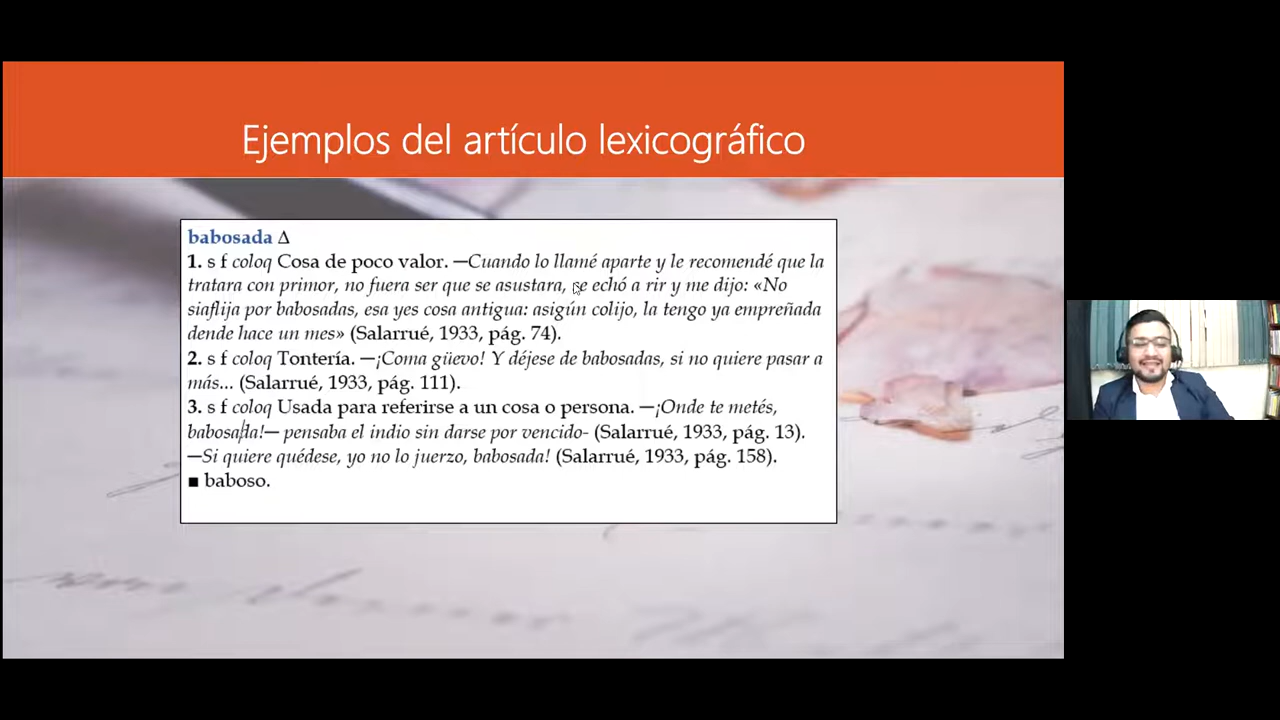 Ejemplos del artículo lexicográfico
babosada Δ
1. s f coloq Cosa de poco valor. —Cuando lo llamé aparte y le recomendé que la
tratara con primor, no fuera ser que se asustara, se echó a rir y me dijo: «No
siaflija por babosadas, esa yes cosa antigua: asigún colijo, la tengo ya empreñada
dende hace un mes» (Salarrué, 1933, pág. 74).
2. s f coloq Tontería. —¡Coma güevo! Y déjese de babosadas, si no quiere pasar a
más... (Salarrué, 1933, pág. 111).
3. s f coloq Usada para referirse a un cosa o persona. —¡Onde te metés,
babosada!— pensaba el indio sin darse por vencido- (Salarrué, 1933, pág. 13).
—Si quiere quédese, yo no lo juerzo, babosada! (Salarrué, 1933, pág. 158).
■ baboso.